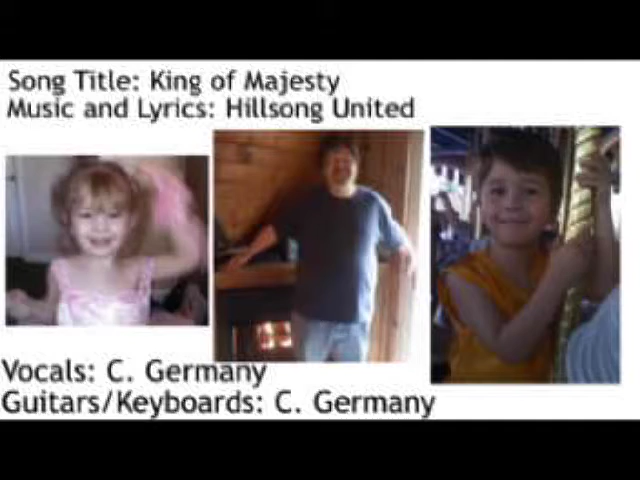 Song Title: King of Majesty
Music and Lyrics: Hillsong United
Vocals: C. Germany
Guitars/Keyboards: C. Germany